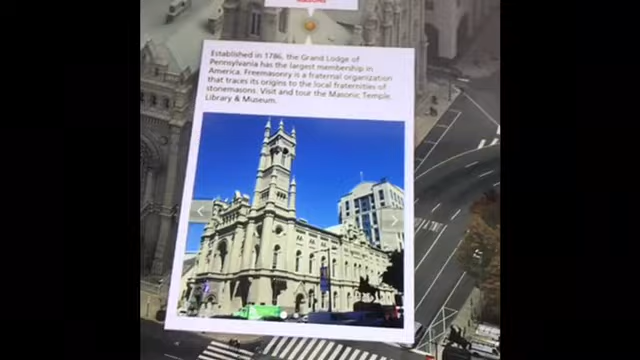 Established in 1786, the Grand Lodge of
Pennsylvania has the largest membership in
America. Freemasonry is a fraternal organization
that traces its origins to the local fraternities of
stonemasons. Visit and tour the Masonic Temple,
Library & Museum.